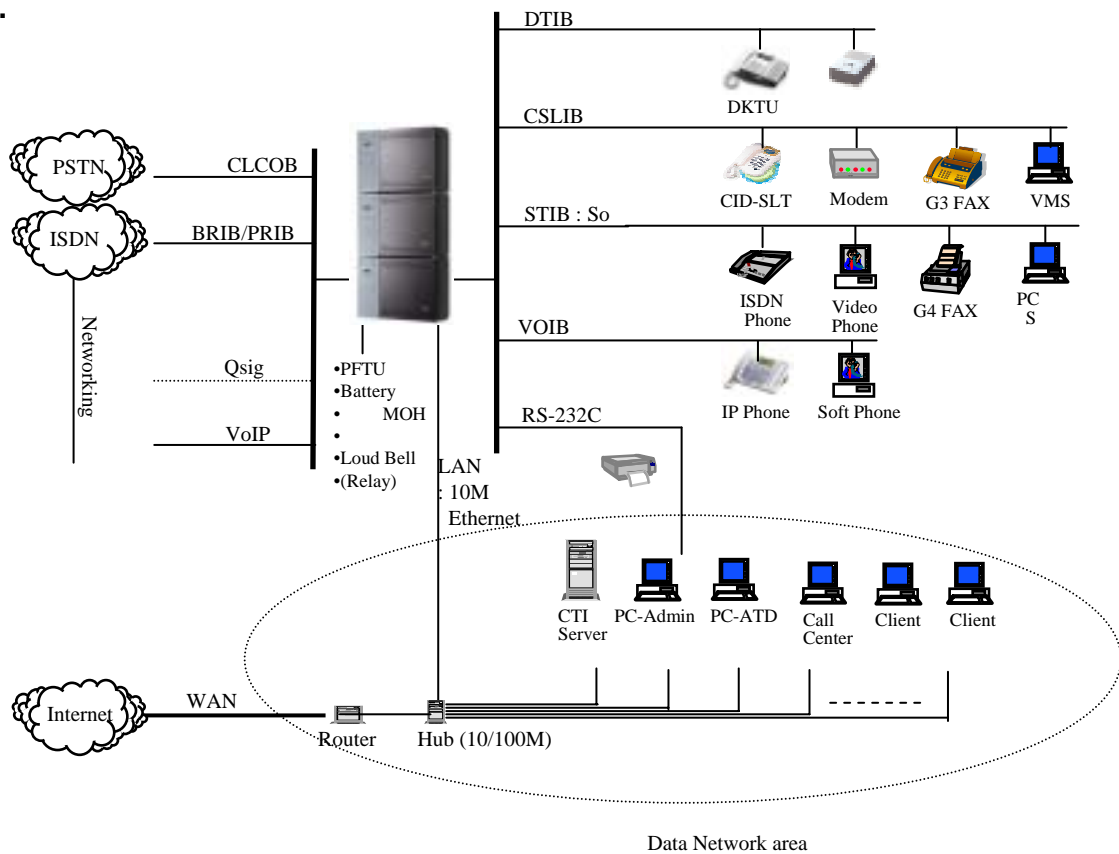 DTIB
DKTU
CSLIB
PSTN
CLCOB
CID-SLT
Modem
G3 FAX
VMS
STIB : So
ISDN
BRIB/PRIB
ISDN
Phone
Video
Phone
G4 FAX
PC
S
VOIB
Networking
Qsig
•PFTU
•Battery
• MOH
•
•Loud Bell
•(Relay)
IP Phone
Soft Phone
RS-232C
VoIP
LAN
: 10M
Ethernet
CTI
Server
PC-Admin
PC-ATD
Call
Center
Client
Client
Internet
WAN
Router
Hub (10/100M)
Data Network area